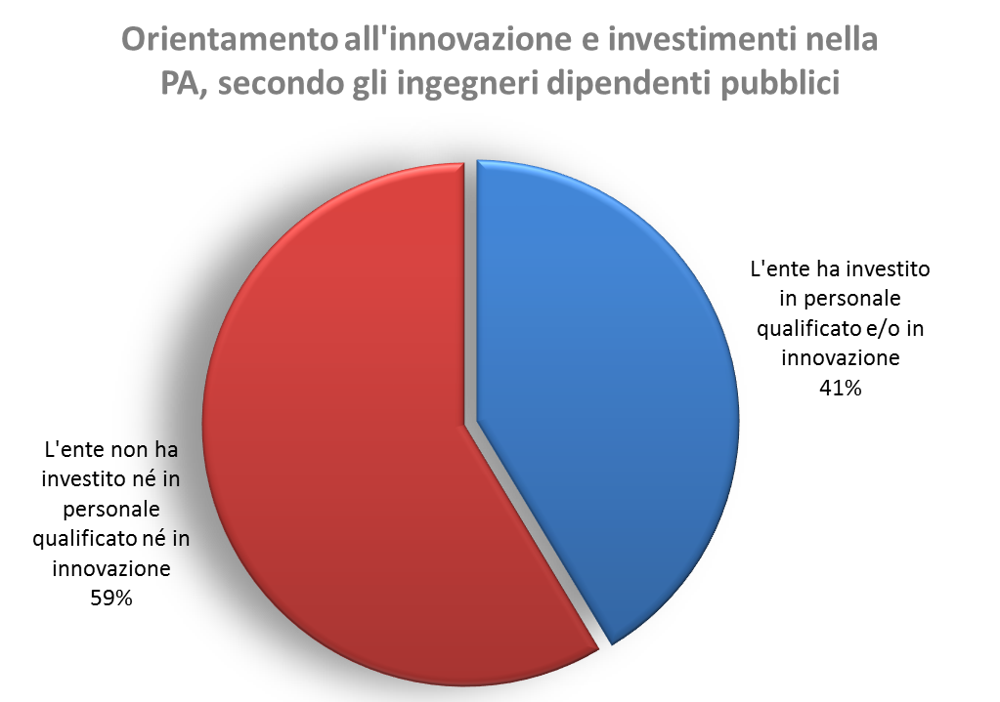 Orientamento all'innovazione e investimenti nella
PA, secondo gli ingegneri dipendenti pubblici
L'ente ha investito
in personale
qualificato e/o in
innovazione
41%
L'ente non ha
investito né in
personale
qualificato né in
innovazione
59%